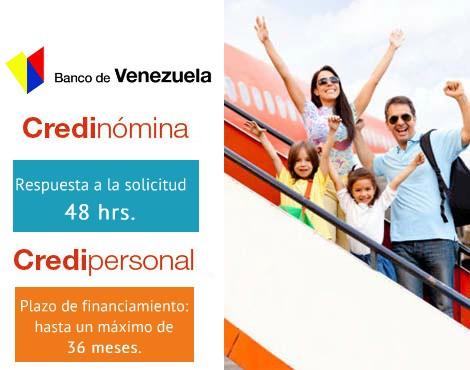 Banco de Venezuela
Credinómina
Respuesta a la solicitud
48 hrs.
Credipersonal
Plazo de financiamiento:
hasta un máximo de
36 meses.